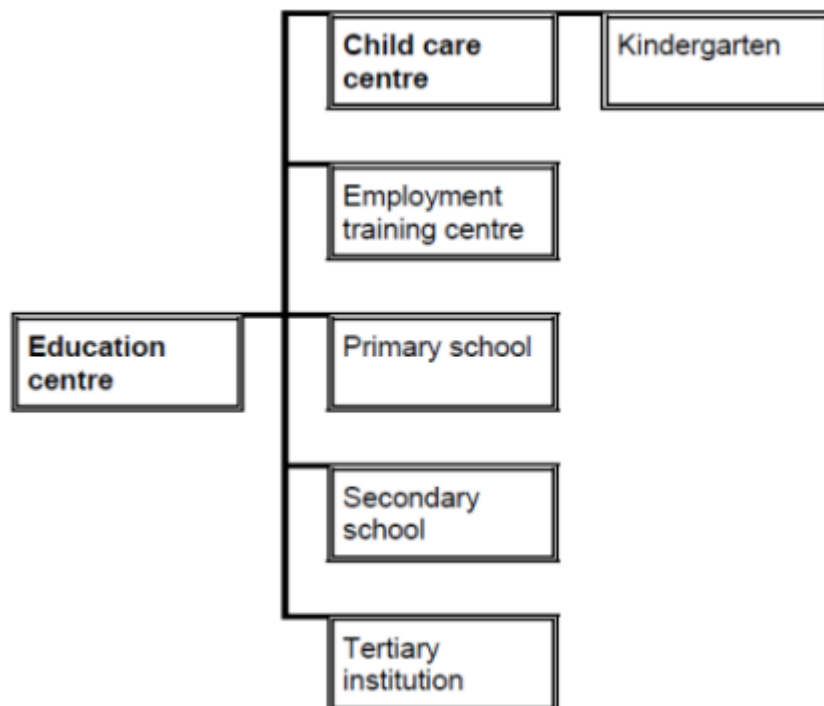 Child care
centre
Kindergarten
Employment
training centre
Education
centre
Primary school
Secondary
school
Tertiary
institution